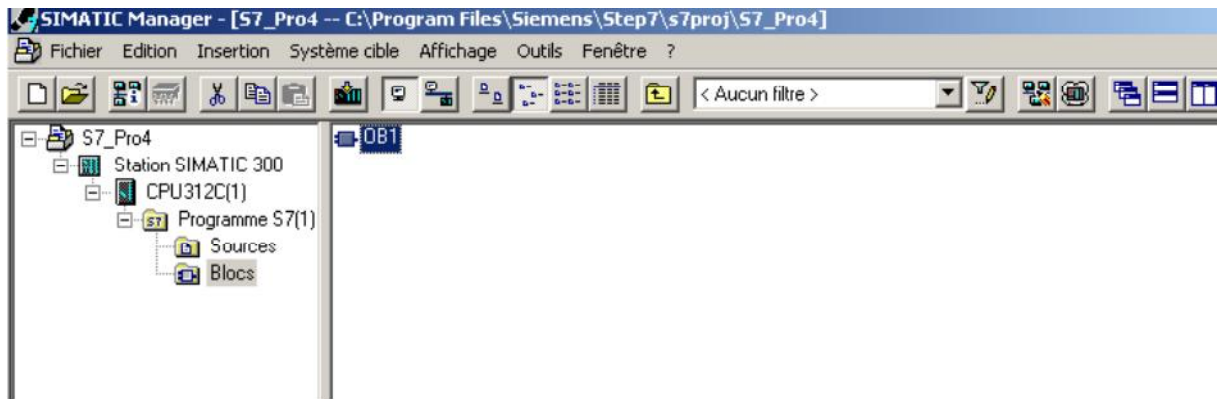 SIMATIC Manager - [S7_Pro4 -- C:\Program Files\Siemens\Step7\s7proj\S7_Pro4]
Fichier Edition Insertion Système cible Affichage Outils Fenêtre ?
< Aucun filtre >
S7_Pro4
Station SIMATIC 300
CPU312C(1)
Programme S7(1)
Sources
Blocs
OB1